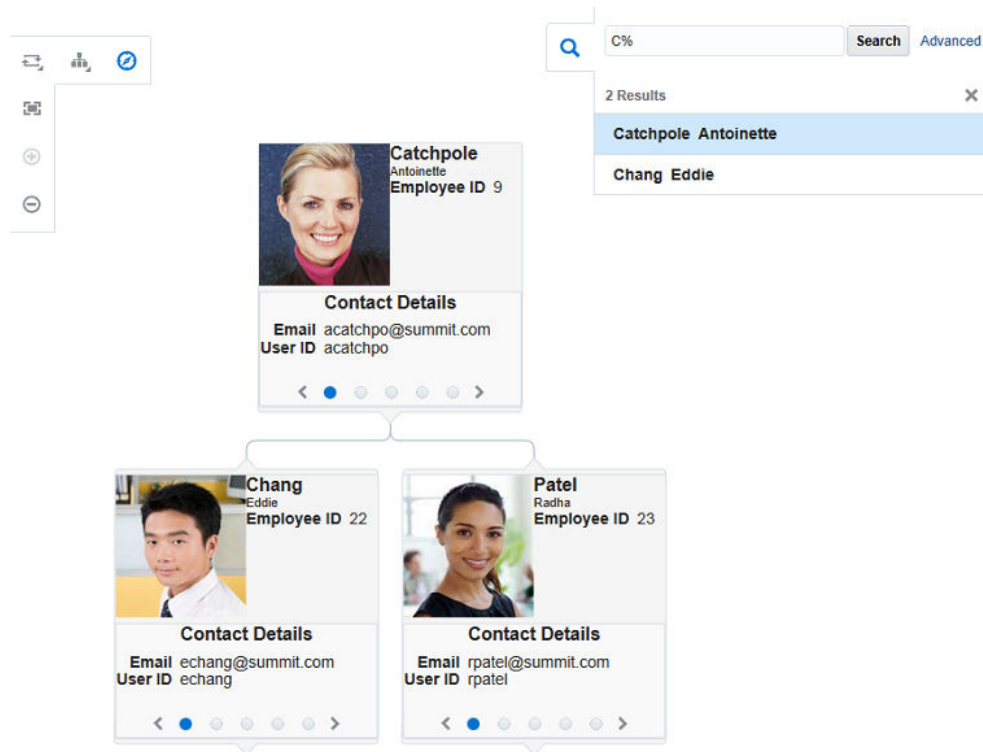 C%
Search
Advanced
2 Results
Catchpole Antoinette
Chang Eddie
Catchpole
Antoinette
Employee ID 9
Contact Details
Email acatchpo@summit.com
User ID acatchpo
Chang
Eddie
Employee ID 22
Contact Details
Email echang@summit.com
User ID echang
Patel
Radha
Employee ID 23
Contact Details
Email rpatel@summit.com
User ID rpatel